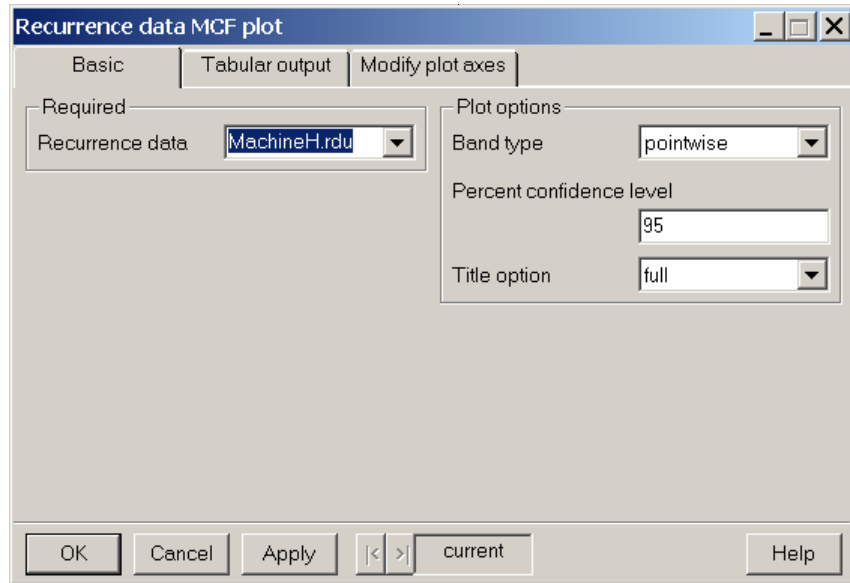 Recurrence data MCF plot
Basic
Tabular output
Modify plot axes
Required
Recurrence data
MachineH.rdu
Plot options
Band type
pointwise
Percent confidence level
95
Title option
full
OK
Cancel
Apply
|<
>|
current
Help